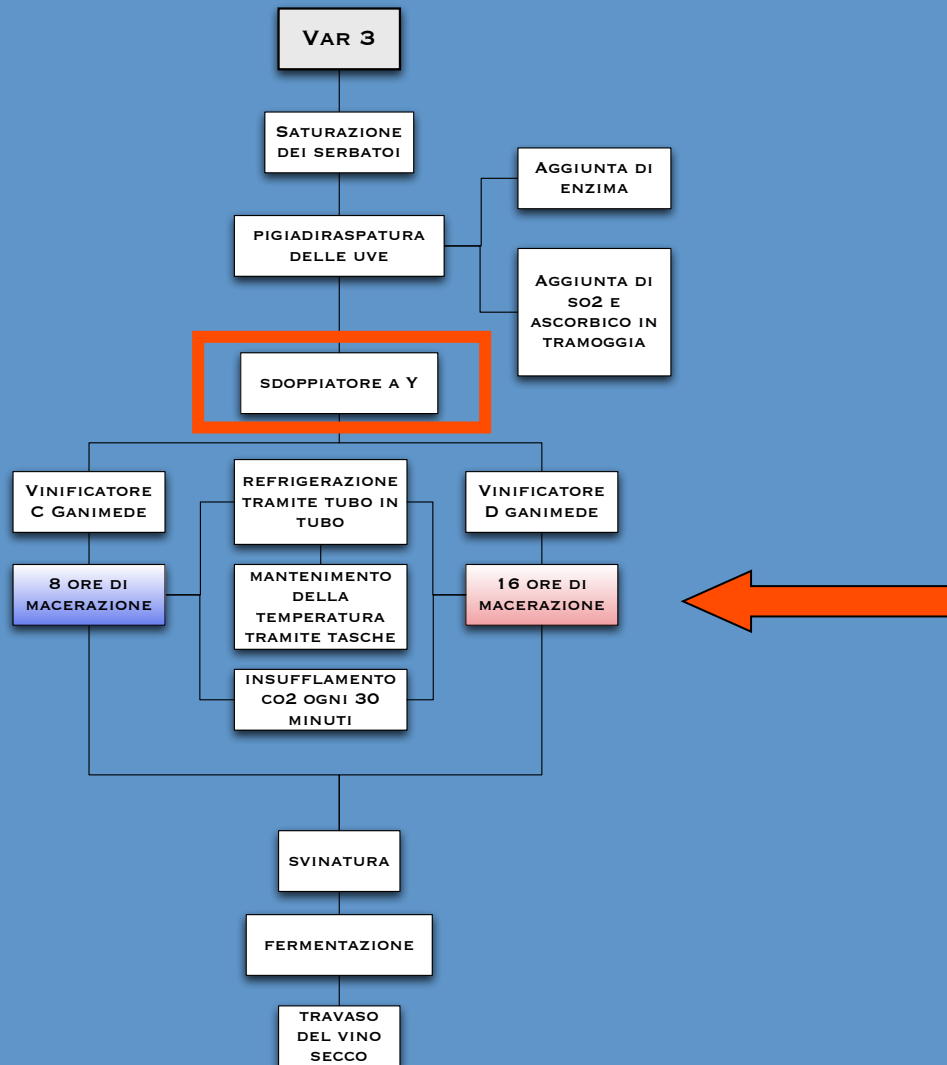 Var 3
Saturazione
dei serbatoi
Aggiunta di
enzima
pigiadiraspatura
delle uve
Aggiunta di
so2 e
ascorbico in
tramoggia
sdoppiatore a Y
Vinificatore
C Ganimede
refrigerazione
tramite tubo in
tubo
Vinificatore
D ganimede
8 ore di
macerazione
mantenimento
della
temperatura
tramite tasche
16 ore di
macerazione
insufflamento
co2 ogni 30
minuti
svinatura
fermentazione
travaso
del vino
secco